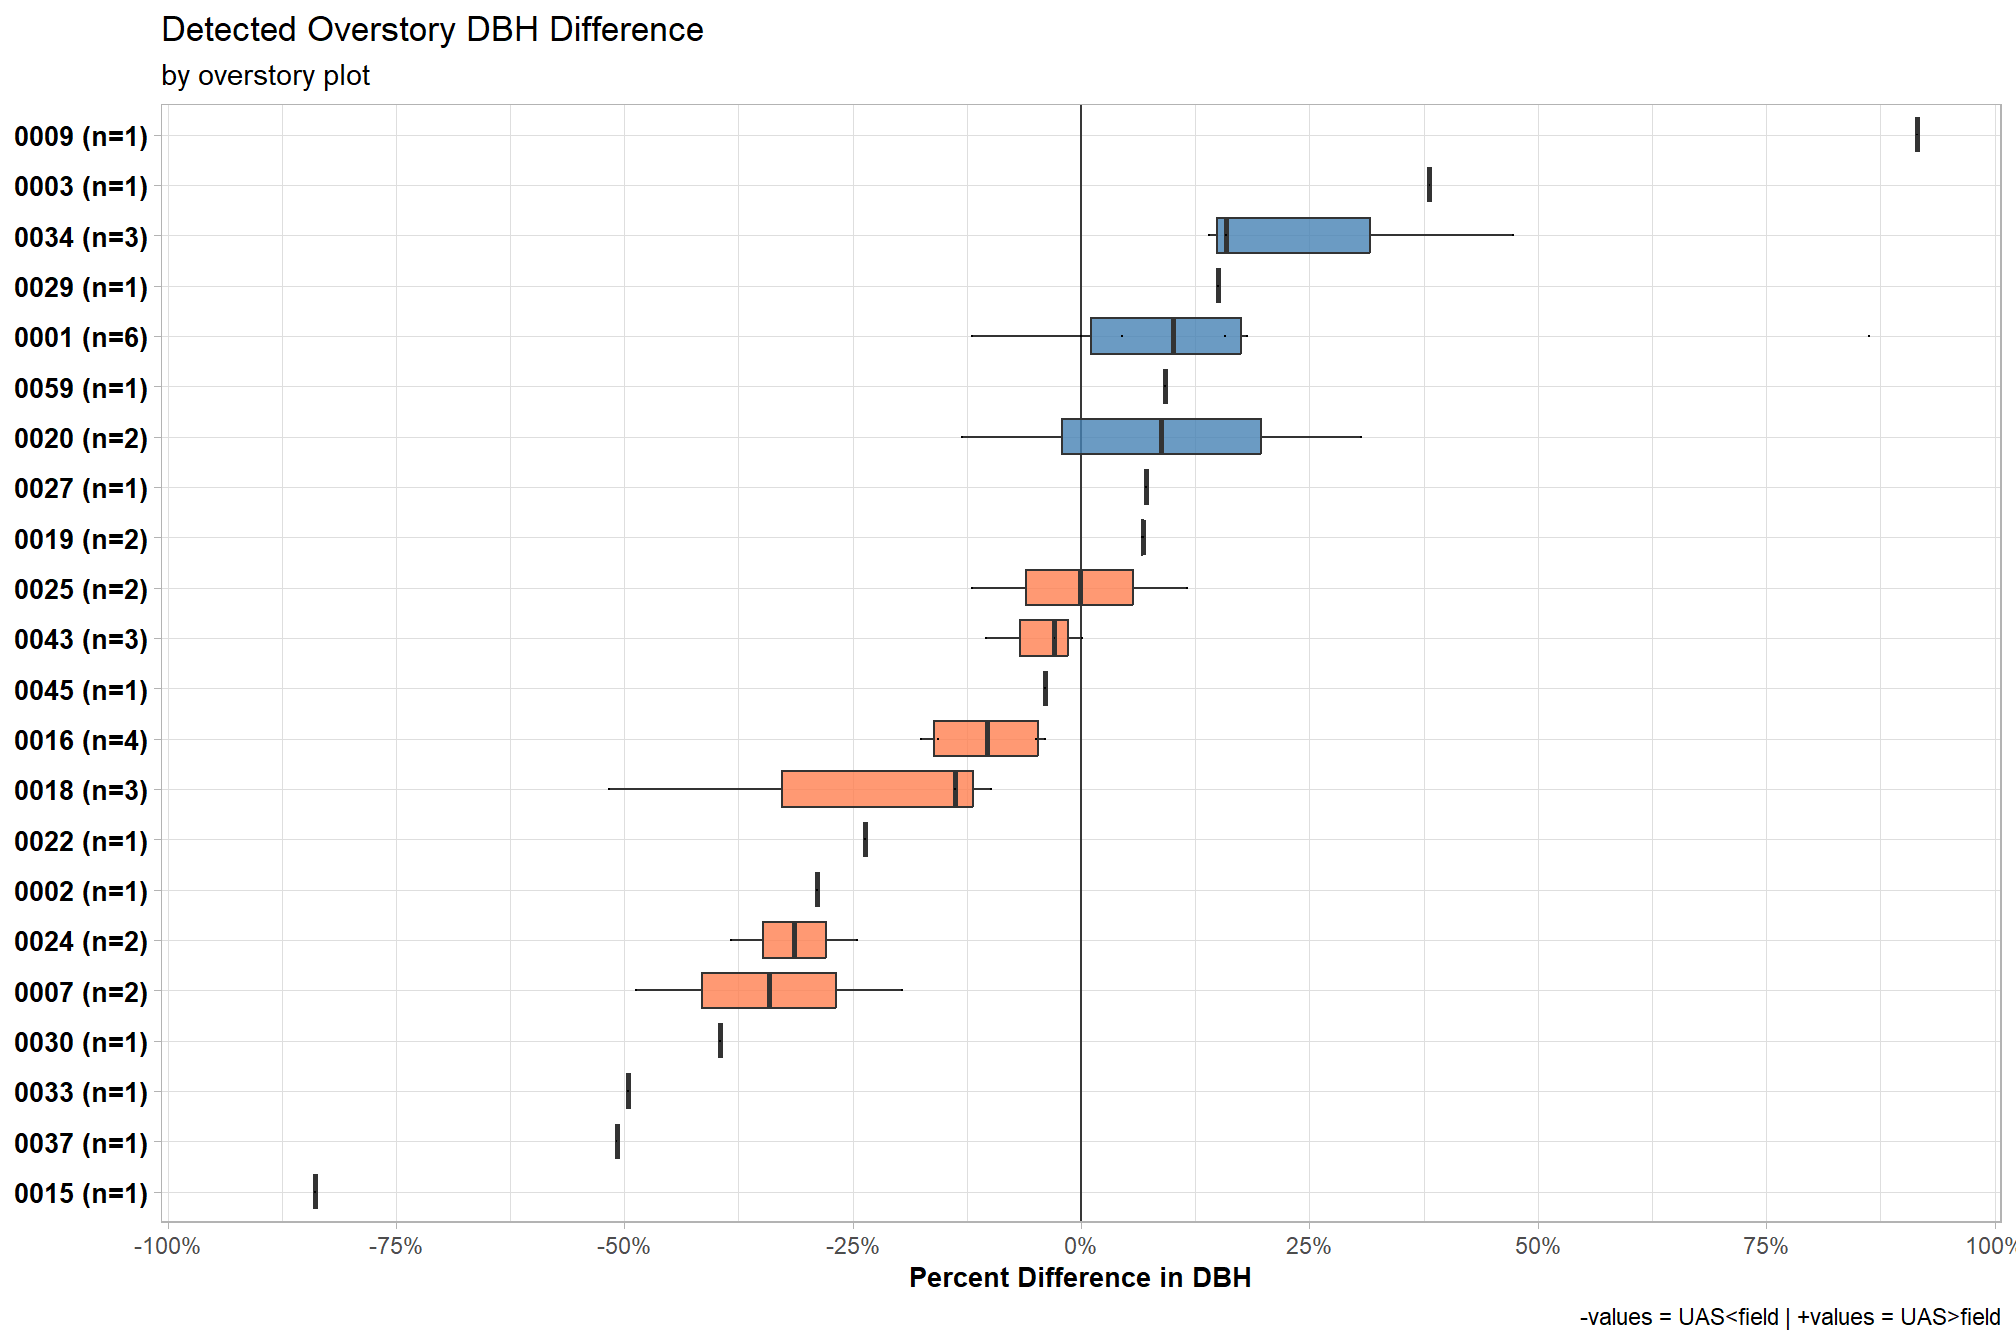 Detected Overstory DBH Difference
by overstory plot
0009 (n=1)
0003 (n=1)
0034 (n=3)
0029 (n=1)
0001 (n=6)
0059 (n=1)
0020 (n=2)
0027 (n=1)
0019 (n=2)
0025 (n=2)
0043 (n=3)
0045 (n=1)
0016 (n=4)
0018 (n=3)
0022 (n=1)
0002 (n=1)
0024 (n=2)
0007 (n=2)
0030 (n=1)
0033 (n=1)
0037 (n=1)
0015 (n=1)
-100% -75% -50% -25% 0% 25% 50% 75% 100%
Percent Difference in DBH
-values = UAS<field | +values = UAS>field